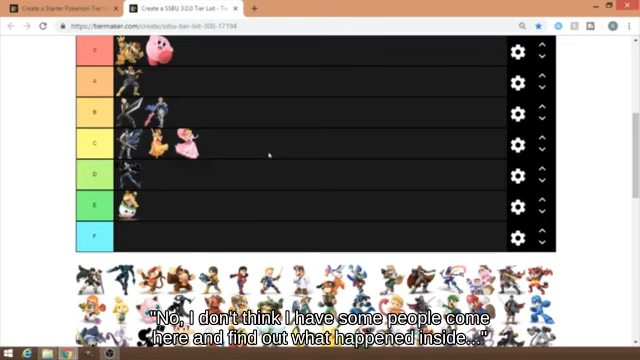 Create a Starter Pokemon Tier Li
Create a SSBU 3.0.0 Tier List - Ti
https://tiermaker.com/create/ssbu-tier-list-300-17194
S
A
B
C
D
E
F
"No, I don't think I have some people come
here and find out what happened inside..."